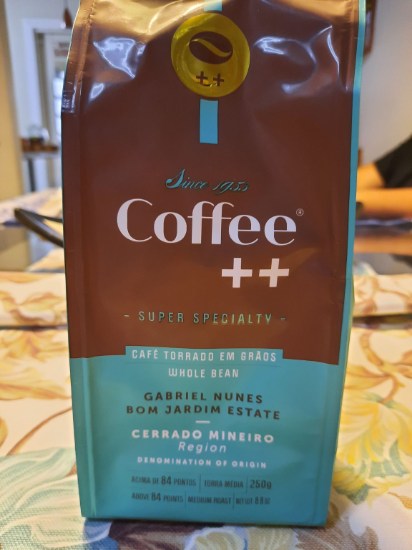 ++
Since 1955
Coffee®
++
- SUPER SPECIALTY -
CAFÉ TORRADO EM GRÃOS
WHOLE BEAN
GABRIEL NUNES
BOM JARDIM ESTATE
CERRADO MINEIRO
Region
DENOMINATION OF ORIGIN
ACIMA DE 84 PONTOS | TORRA MÉDIA | 250g
ABOVE 84 POINTS | MEDIUM ROAST | NET WT 8.8 oz